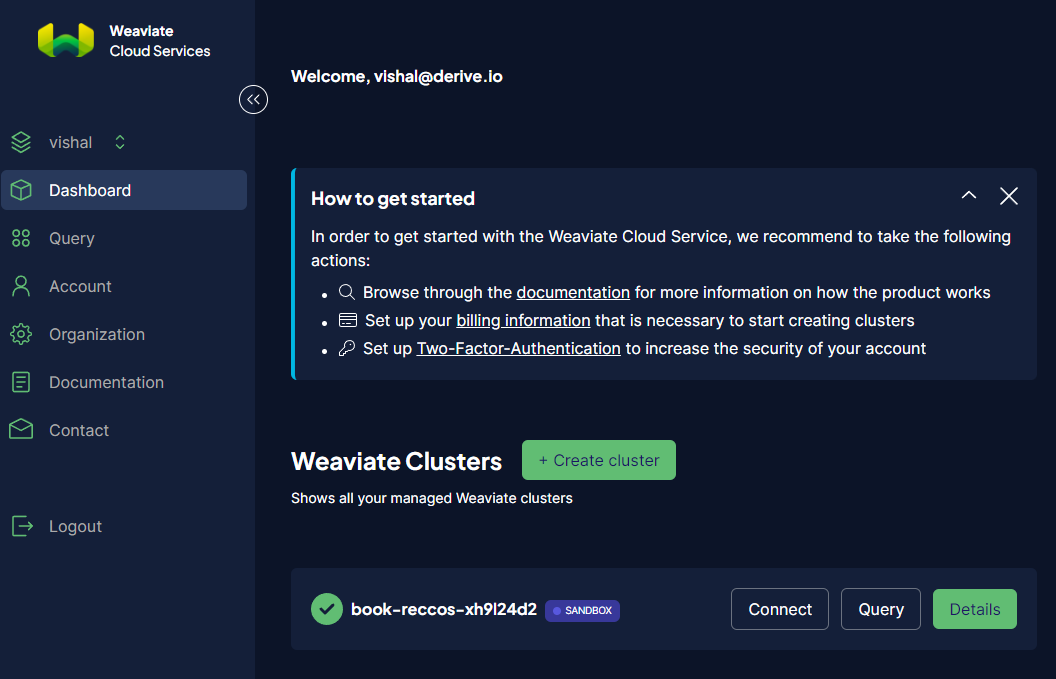 Weaviate
Cloud Services
Welcome, vishal@derive.io
vishal
Dashboard
Query
Account
Organization
Documentation
Contact
Logout
How to get started
In order to get started with the Weaviate Cloud Service, we recommend to take the following
actions:
Browse through the documentation for more information on how the product works
Set up your billing information that is necessary to start creating clusters
Set up Two-Factor-Authentication to increase the security of your account
Weaviate Clusters
+ Create cluster
Shows all your managed Weaviate clusters
book-reccos-xh9l24d2 SANDBOX Connect Query Details